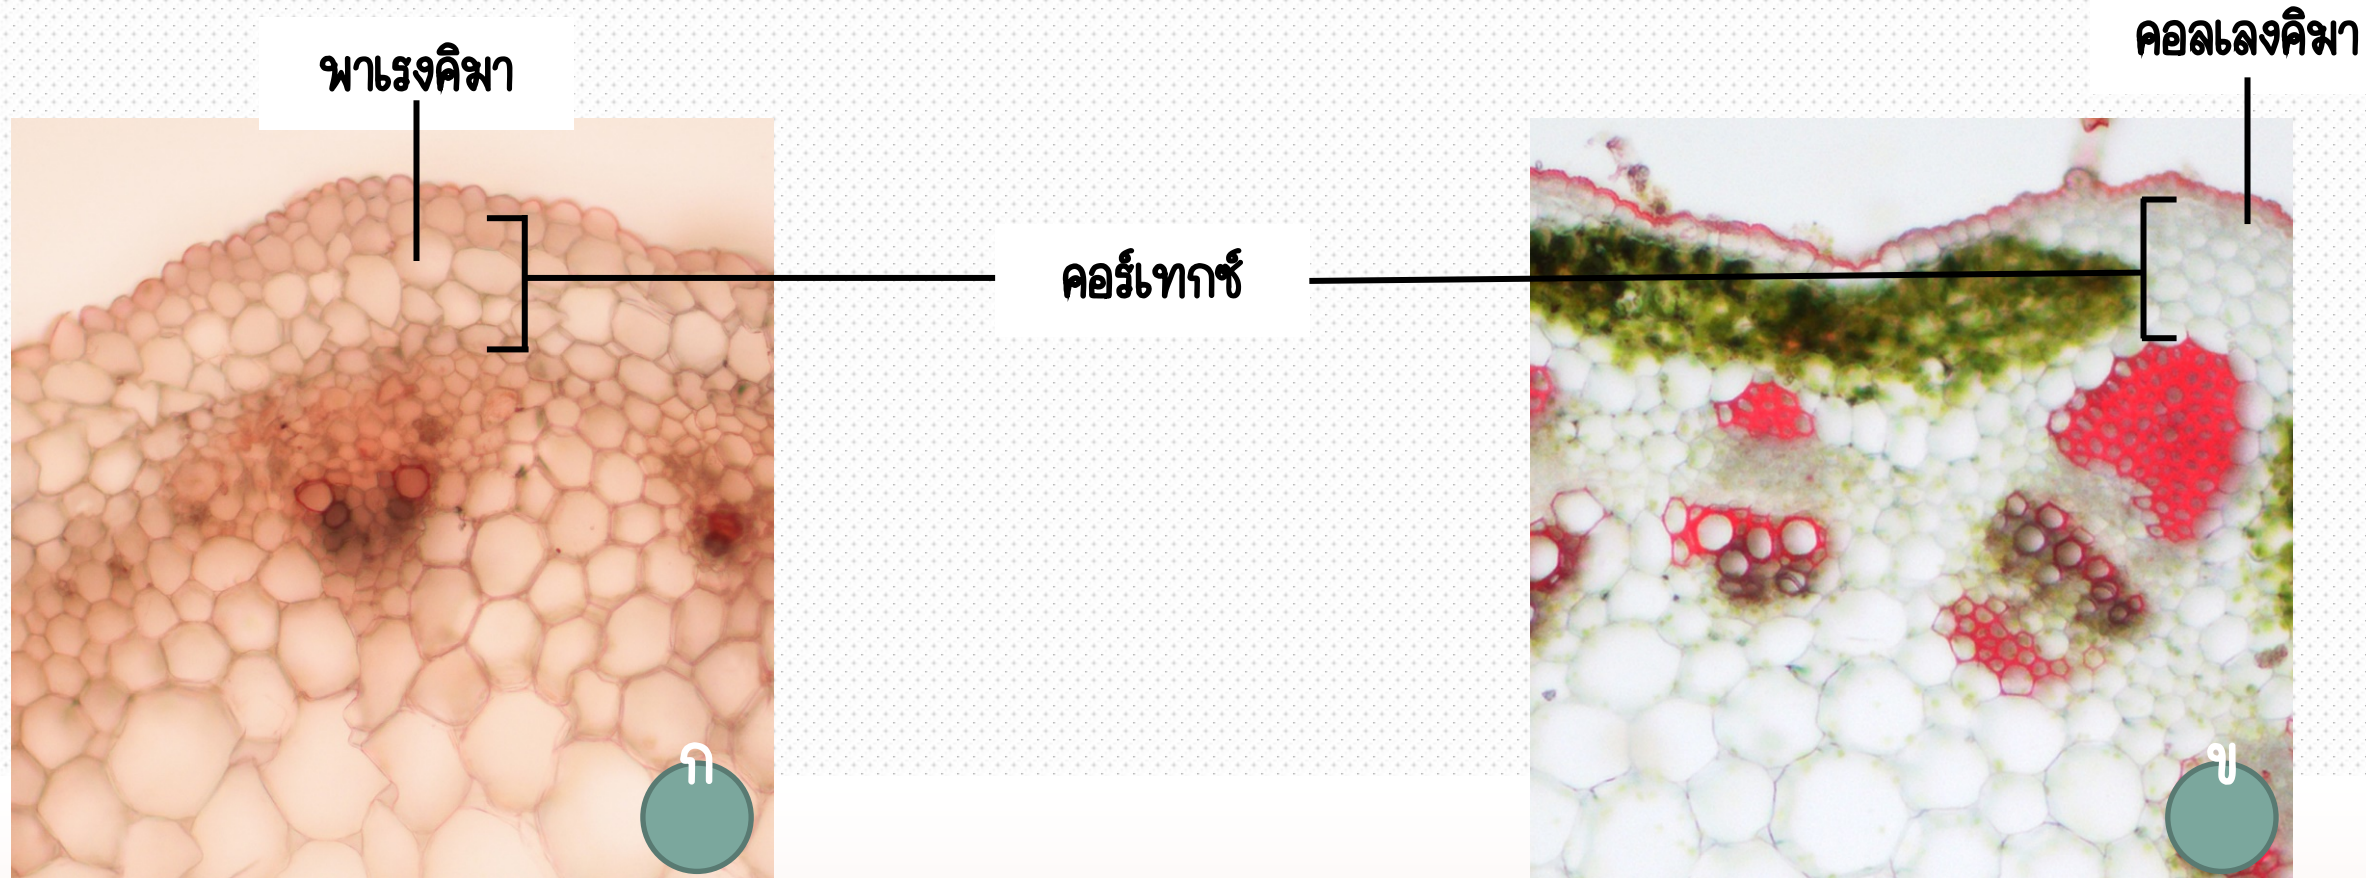 พาเรงคิมา
คอลเลงคิมา
คอร์เทกซ์
ก
ข